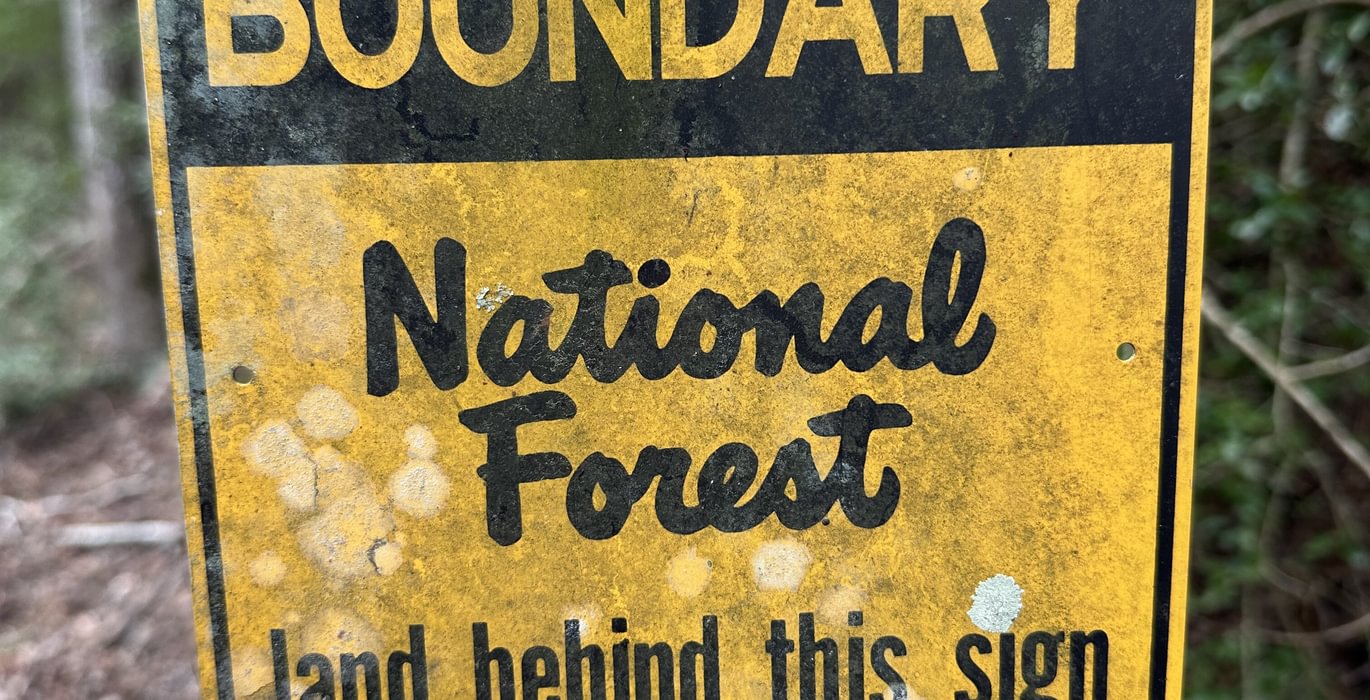 BOUNDARY
National
Forest
land behind this sign